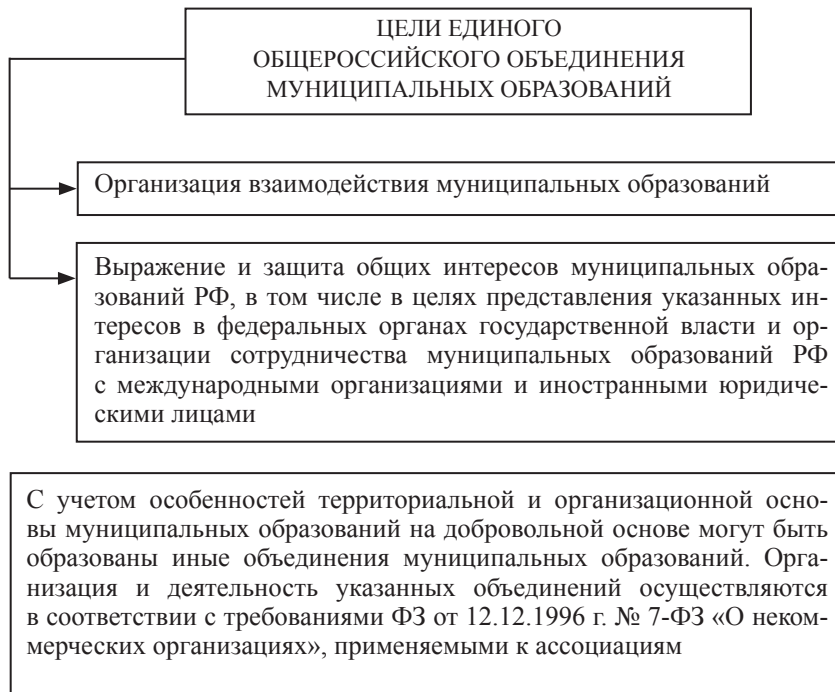 ЦЕЛИ ЕДИНОГО
ОБЩЕРОССИЙСКОГО ОБЪЕДИНЕНИЯ
МУНИЦИПАЛЬНЫХ ОБРАЗОВАНИЙ
Организация взаимодействия муниципальных образований
Выражение и защита общих интересов муниципальных обра-
зований РФ, в том числе в целях представления указанных ин-
тересов в федеральных органах государственной власти и ор-
ганизации сотрудничества муниципальных образований РФ
с международными организациями и иностранными юридиче-
скими лицами
С учетом особенностей территориальной и организационной осно-
вы муниципальных образований на добровольной основе могут быть
образованы иные объединения муниципальных образований. Орга-
низация и деятельность указанных объединений осуществляются
в соответствии с требованиями ФЗ от 12.12.1996 г. № 7-ФЗ «О неком-
мерческих организациях», применяемыми к ассоциациям